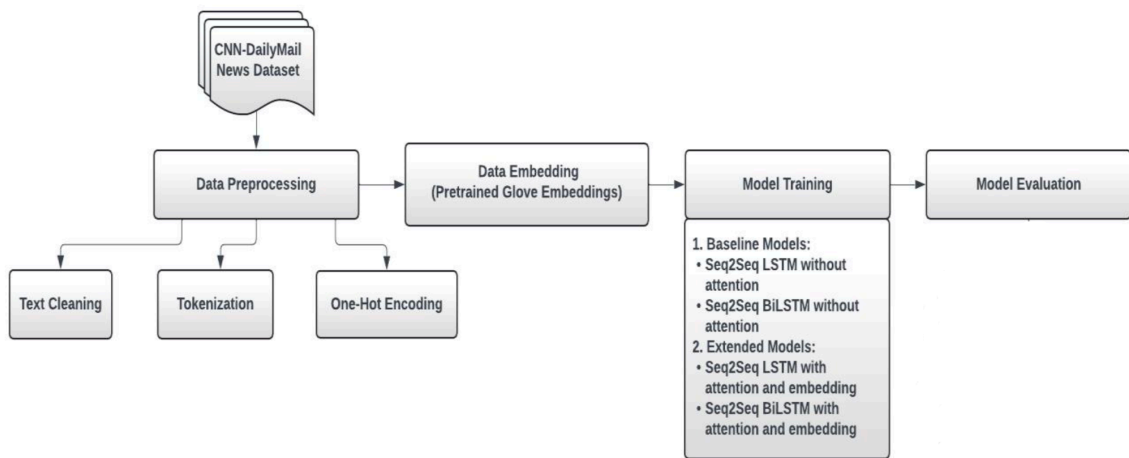 CNN-DailyMail
News Dataset
Data Preprocessing
Data Embedding
(Pretrained Glove Embeddings)
Model Training
Model Evaluation
Text Cleaning
Tokenization
One-Hot Encoding
1. Baseline Models:
• Seq2Seq LSTM without
attention
• Seq2Seq BiLSTM without
attention
2. Extended Models:
• Seq2Seq LSTM with
attention and embedding
• Seq2Seq BiLSTM with
attention and embedding